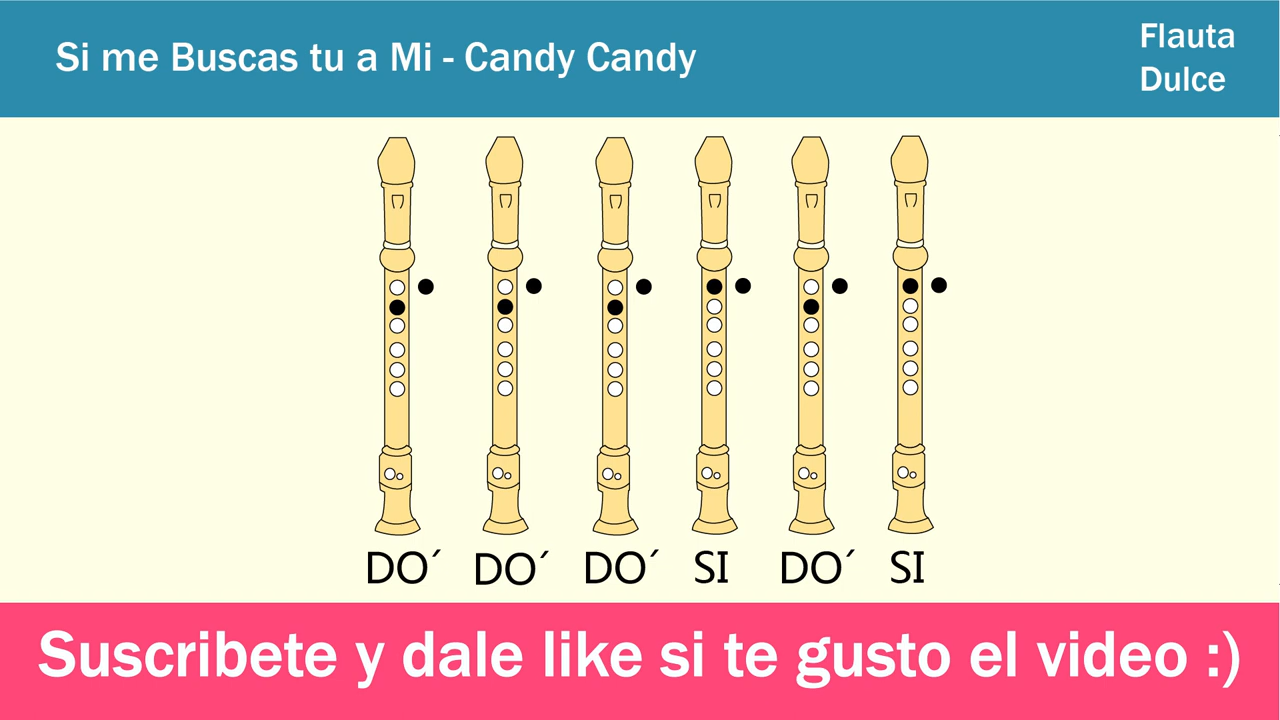 Si me Buscas tu a Mi - Candy Candy
Flauta
Dulce
DO´ DO´ DO´ SI DO´ SI
Suscribete y dale like si te gusto el video :)